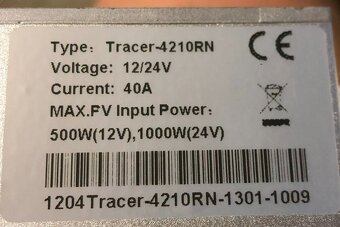 Type: Tracer-4210RN
Voltage: 12/24V
Current: 40A
MAX.PV Input Power:
500W(12V),1000W(24V)
1204Tracer-4210RN-1301-1009
CE